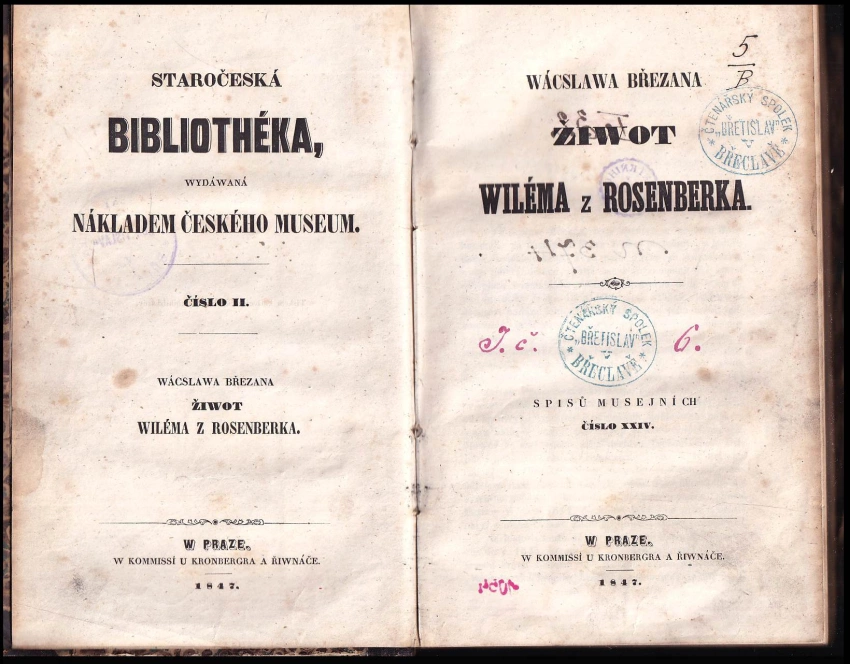 STAROČESKÁ
BIBLIOTHÉKA,
WYDÁWANÁ
NÁKLADEM ČESKÉHO MUSEUM.
ČÍSLO II.
WÁCSLAWA BŘEZANA
ŽIWOT
WILÉMA Z ROSENBERKA.
W PRAZE,
W KOMMISSÍ U KRONBERGRA A ŘIWNÁČE.
1847.
5
B
WÁCSLAWA BŘEZANA
ŽIWOT
WILÉMA z ROSENBERKA.
ČTENÁŘSKÝ SPOLEK
„BŘETISLAV"
V
BŘECLAVĚ
J. č. 6.
ČTENÁŘSKÝ SPOLEK
„BŘETISLAV"
V
BŘECLAVĚ
SPISŮ MUSEJNÍCH
ČÍSLO XXIV.
W PRAZE,
W KOMMISSÍ U KRONBERGRA A ŘIWNÁČE.
1847.